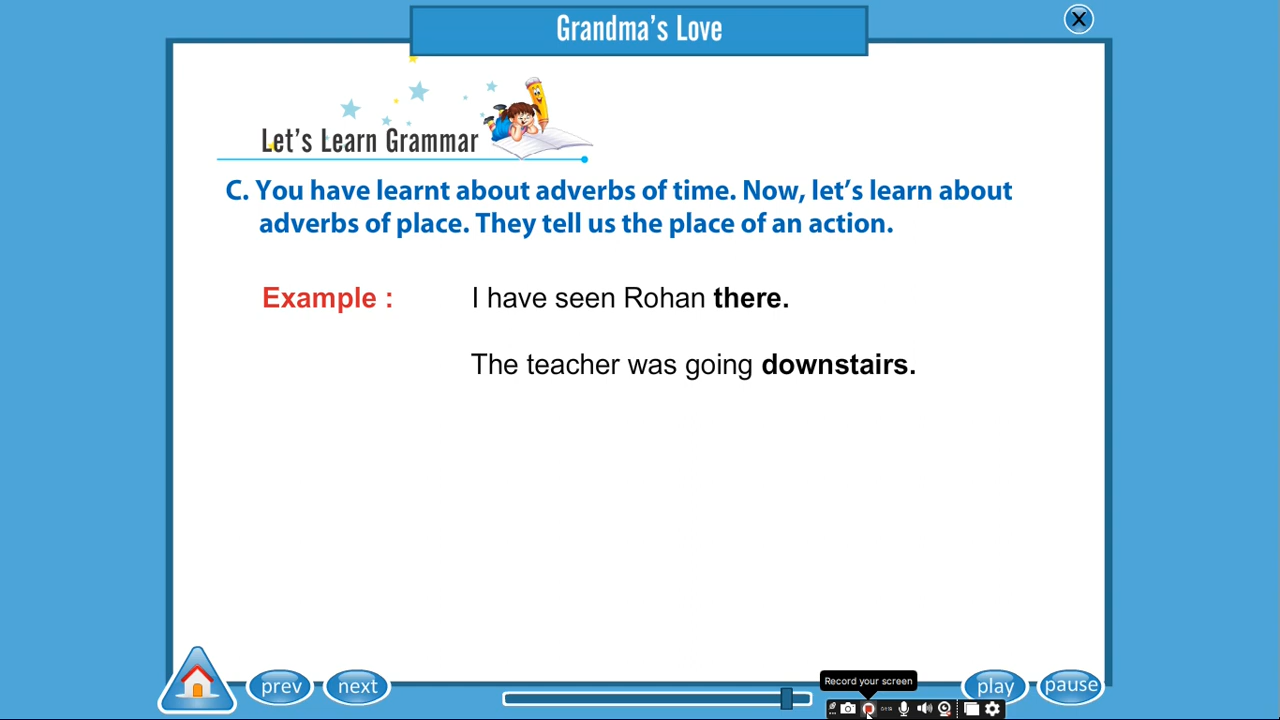 Grandma's Love
X
Let's Learn Grammar
C. You have learnt about adverbs of time. Now, let's learn about
adverbs of place. They tell us the place of an action.
Example : I have seen Rohan there.
The teacher was going downstairs.
Record your screen
prev next play pause